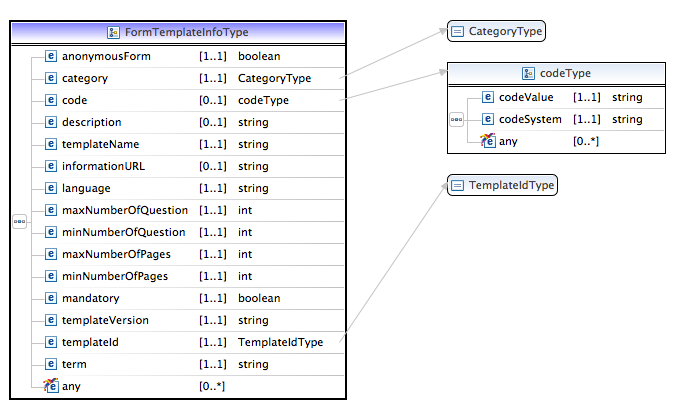 FormTemplateInfoType
anonymousForm [1..1] boolean
category [1..1] CategoryType
code [0..1] codeType
description [0..1] string
templateName [1..1] string
informationURL [0..1] string
language [1..1] string
maxNumberOfQuestion [1..1] int
minNumberOfQuestion [1..1] int
maxNumberOfPages [1..1] int
minNumberOfPages [1..1] int
mandatory [1..1] boolean
templateVersion [1..1] string
templateId [1..1] TemplateIdType
term [1..1] string
any [0..*]
CategoryType
codeType
codeValue [1..1] string
codeSystem [1..1] string
any [0..*]
TemplateIdType